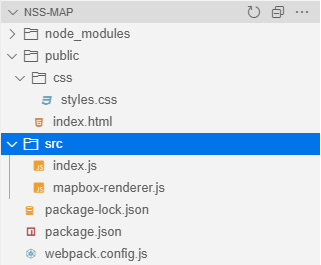 NSS-MAP
node_modules
public
css
styles.css
index.html
src
index.js
mapbox-renderer.js
package-lock.json
package.json
webpack.config.js